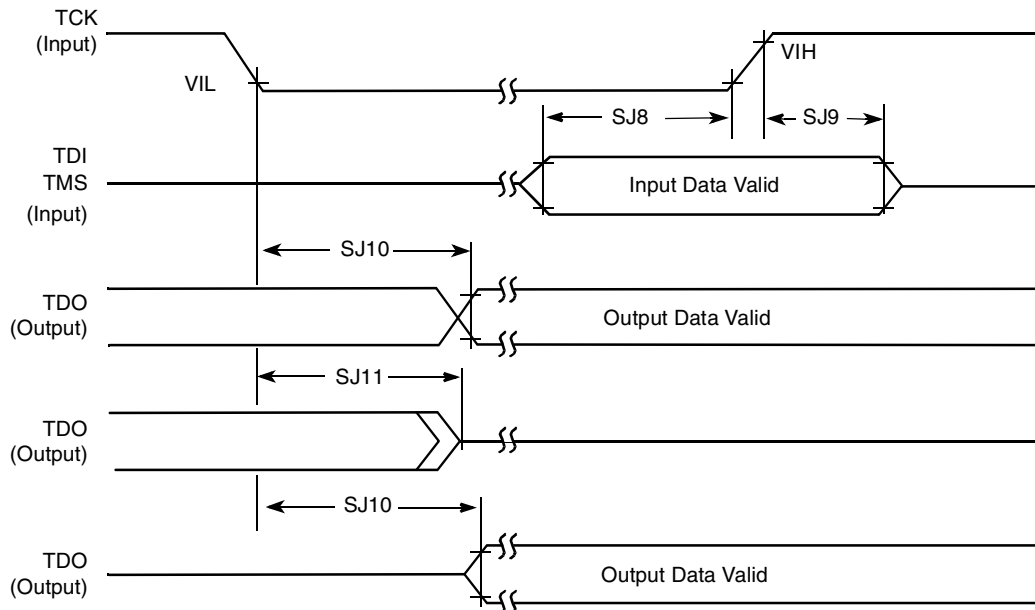 TCK
(Input)
VIL
VIH
SJ8
SJ9
TDI
TMS
(Input)
Input Data Valid
SJ10
TDO
(Output)
Output Data Valid
SJ11
TDO
(Output)
SJ10
TDO
(Output)
Output Data Valid